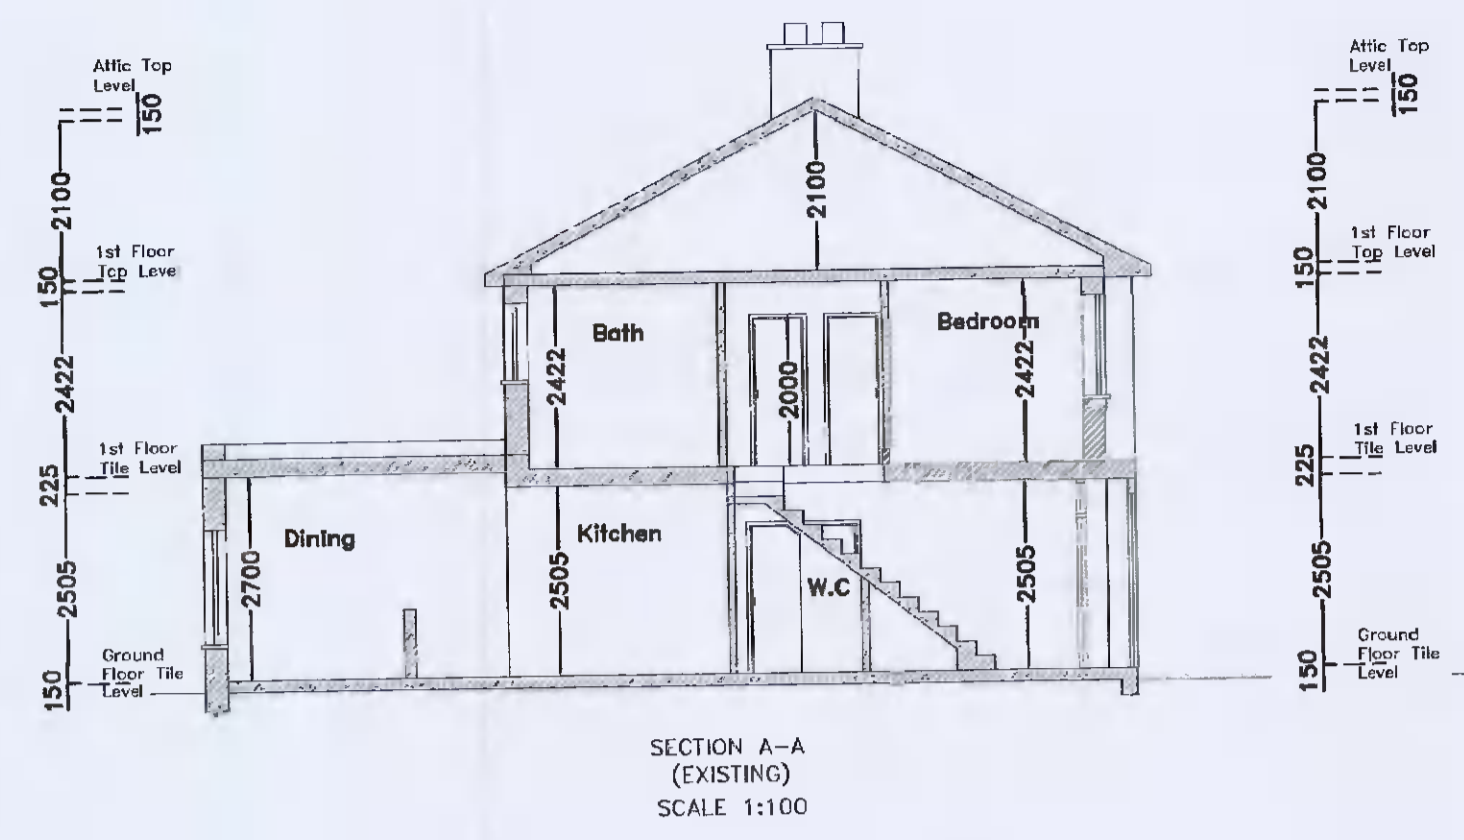 Attic Top
Level
150
2100
1st Floor
Top Level
150
2422
1st Floor
Tile Level
225
2505
Ground
Floor Tile
Level
150
2100
Bath
Bedroom
2422
2000
2422
Dining
Kitchen
W.C
2700
2505
2505
Attic Top
Level
150
2100
1st Floor
Top Level
150
2422
1st Floor
Tile Level
225
2505
Ground
Floor Tile
Level
150
SECTION A-A
(EXISTING)
SCALE 1:100